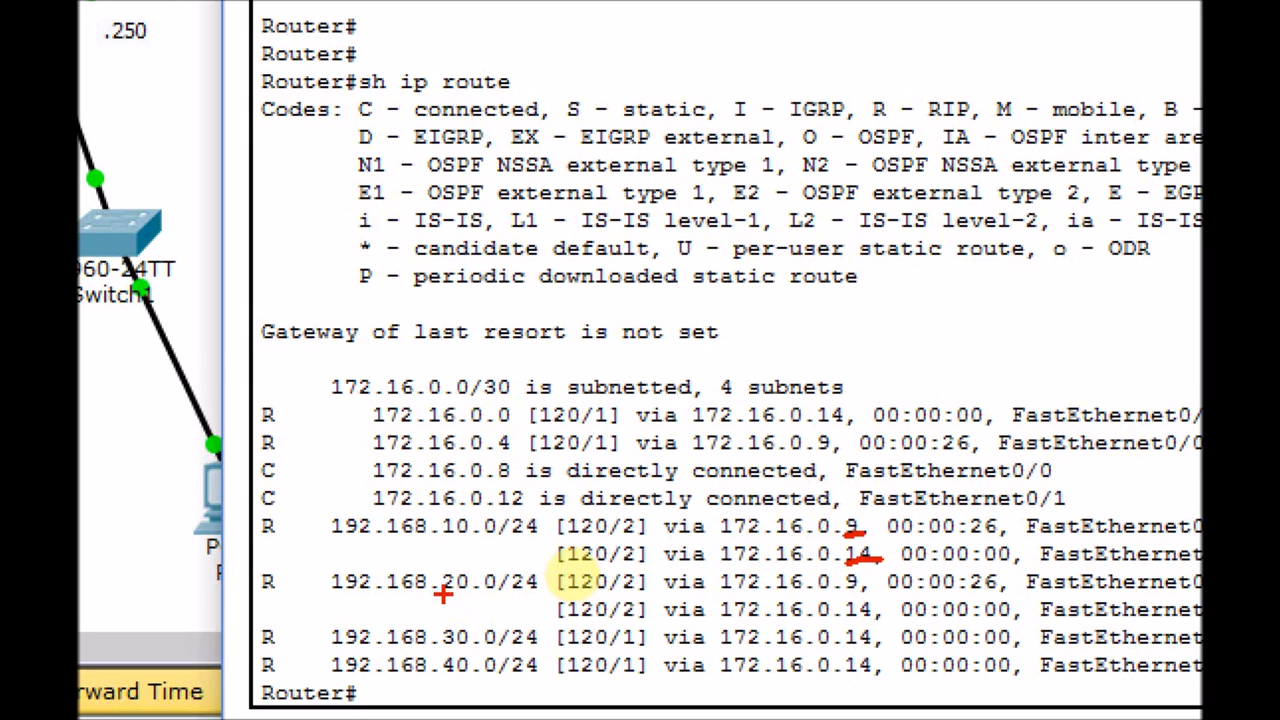 .250
960-24TT
Switch1
rward Time
Router#
Router#
Router#sh ip route
Codes: C - connected, S - static, I - IGRP, R - RIP, M - mobile, B -
D - EIGRP, EX - EIGRP external, O - OSPF, IA - OSPF inter are
N1 - OSPF NSSA external type 1, N2 - OSPF NSSA external type
E1 - OSPF external type 1, E2 - OSPF external type 2, E - EGP
i - IS-IS, L1 - IS-IS level-1, L2 - IS-IS level-2, ia - IS-IS
* - candidate default, U - per-user static route, o - ODR
P - periodic downloaded static route
Gateway of last resort is not set
172.16.0.0/30 is subnetted, 4 subnets
R 172.16.0.0 [120/1] via 172.16.0.14, 00:00:00, FastEthernet0/
R 172.16.0.4 [120/1] via 172.16.0.9, 00:00:26, FastEthernet0/0
C 172.16.0.8 is directly connected, FastEthernet0/0
C 172.16.0.12 is directly connected, FastEthernet0/1
R 192.168.10.0/24 [120/2] via 172.16.0.9, 00:00:26, FastEthernet0
[120/2] via 172.16.0.14, 00:00:00, FastEthernet
R 192.168.20.0/24 [120/2] via 172.16.0.9, 00:00:26, FastEthernet0
[120/2] via 172.16.0.14, 00:00:00, FastEthernet
R 192.168.30.0/24 [120/1] via 172.16.0.14, 00:00:00, FastEthernet
R 192.168.40.0/24 [120/1] via 172.16.0.14, 00:00:00, FastEthernet
Router#